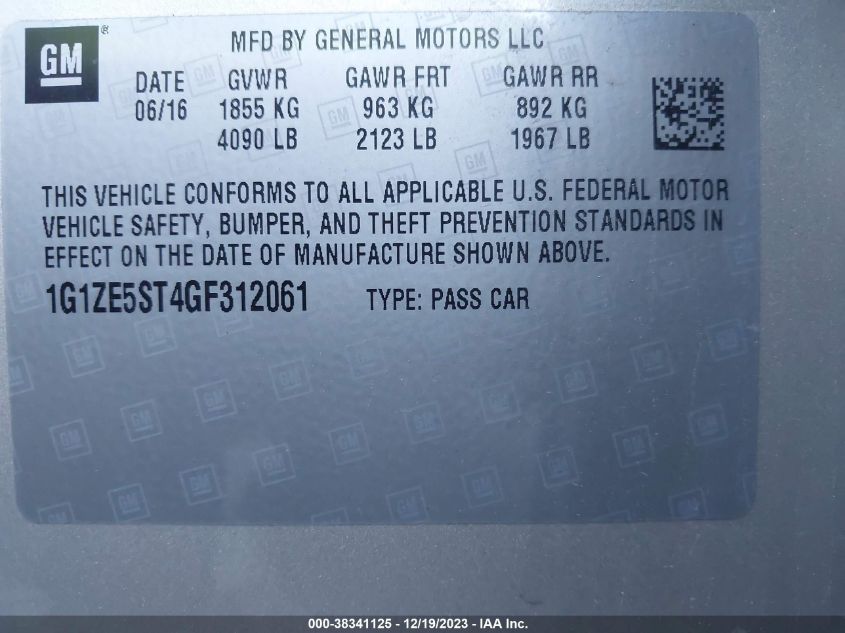 GM ®
MFD BY GENERAL MOTORS LLC
DATE GVWR GAWR FRT GAWR RR
06/16 1855 KG 963 KG 892 KG
4090 LB 2123 LB 1967 LB
THIS VEHICLE CONFORMS TO ALL APPLICABLE U.S. FEDERAL MOTOR
VEHICLE SAFETY, BUMPER, AND THEFT PREVENTION STANDARDS IN
EFFECT ON THE DATE OF MANUFACTURE SHOWN ABOVE.
1G1ZE5ST4GF312061 TYPE: PASS CAR
000-38341125 - 12/19/2023 - IAA Inc.